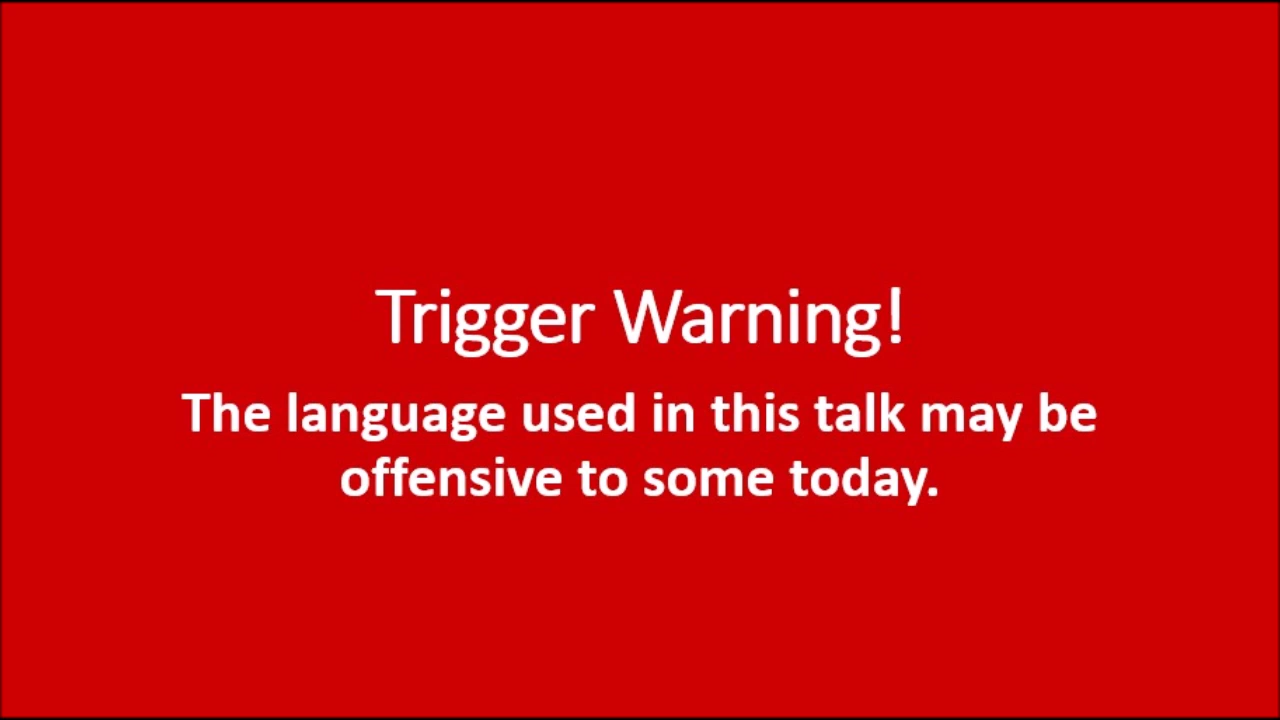 Trigger Warning!
The language used in this talk may be
offensive to some today.